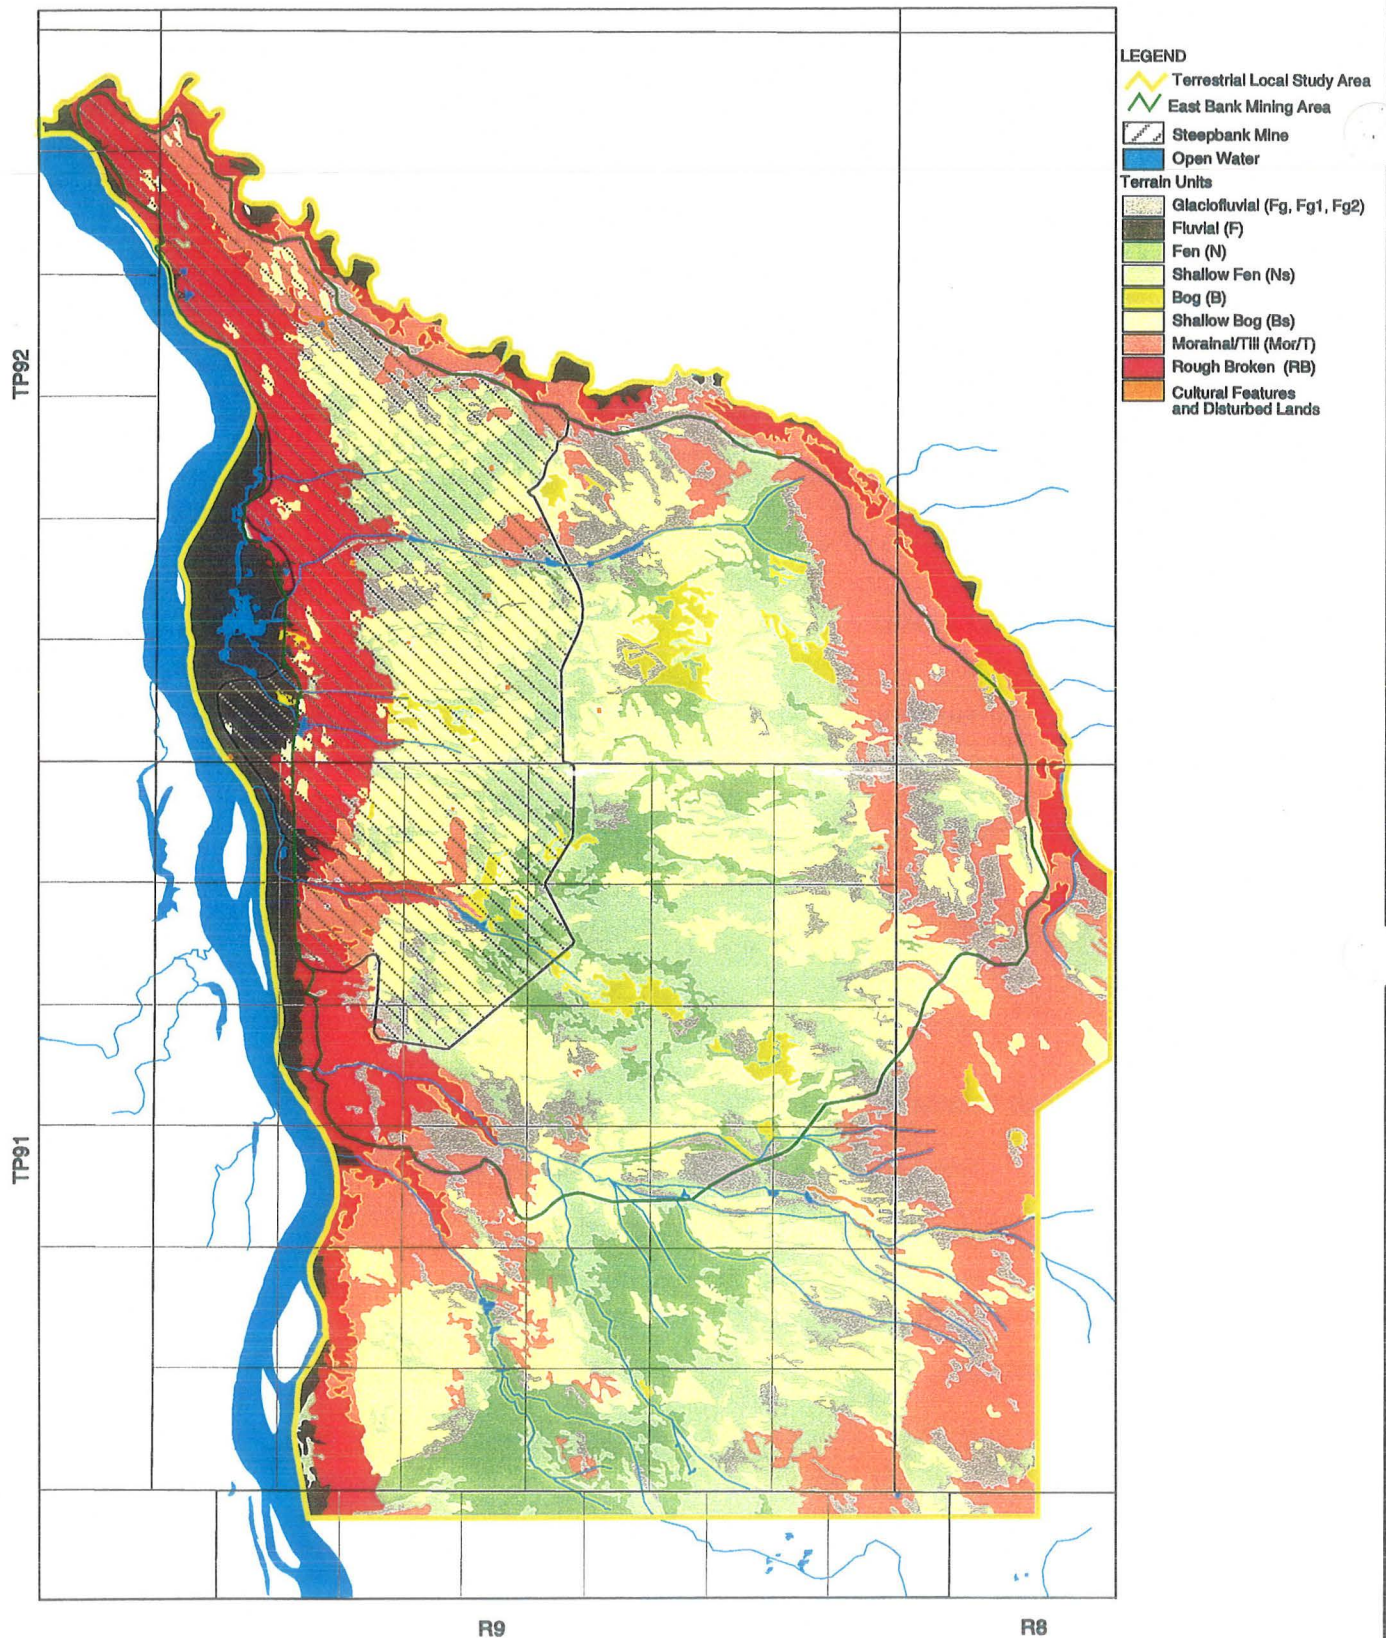 LEGEND
Terrestrial Local Study Area
East Bank Mining Area
Steepbank Mine
Open Water
Terrain Units
Glaciofluvial (Fg, Fg1, Fg2)
Fluvial (F)
Fen (N)
Shallow Fen (Ns)
Bog (B)
Shallow Bog (Bs)
Morainal/Till (Mor/T)
Rough Broken (RB)
Cultural Features
and Disturbed Lands
TP92
TP91
R9
R8